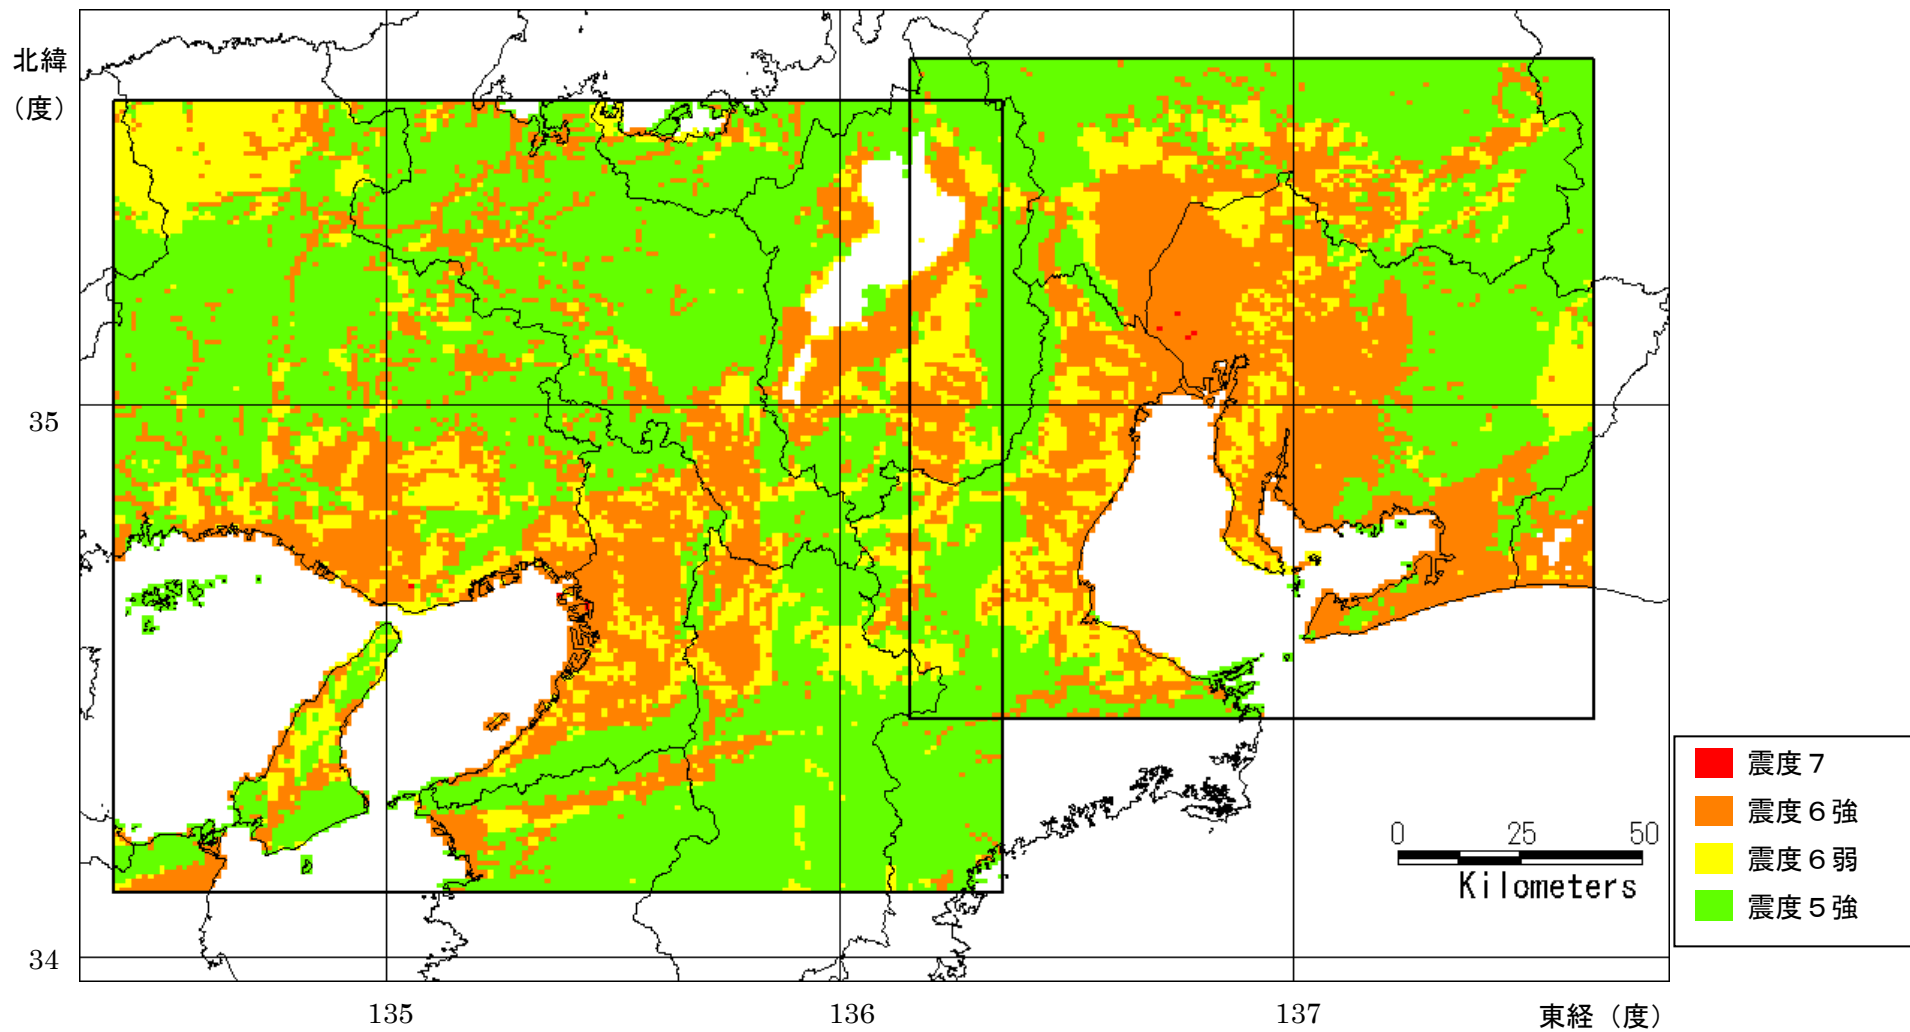 北緯
（度）
35
34
135
136
137
東経（度）
震度７
震度６強
震度６弱
震度５強
0 25 50
Kilometers